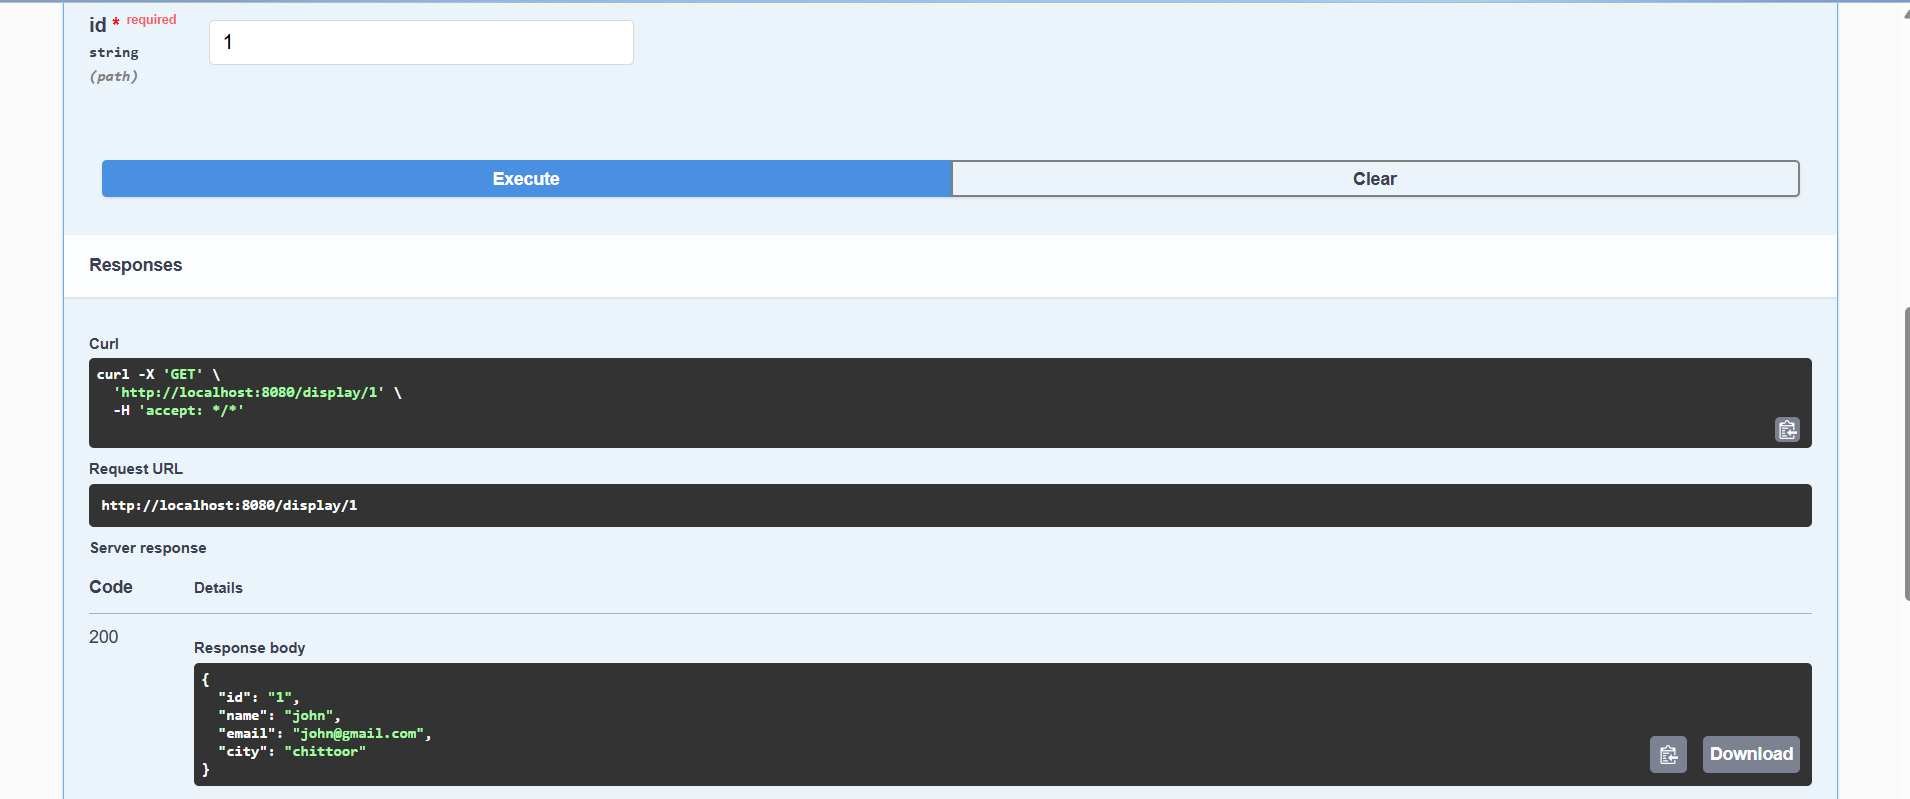 id * required
string
(path)
1
Execute
Clear
Responses
Curl
curl -X 'GET' \
  'http://localhost:8080/display/1' \
  -H 'accept: */*'
Request URL
http://localhost:8080/display/1
Server response
Code Details
200
Response body
{
  "id": "1",
  "name": "john",
  "email": "john@gmail.com",
  "city": "chittoor"
}
Download